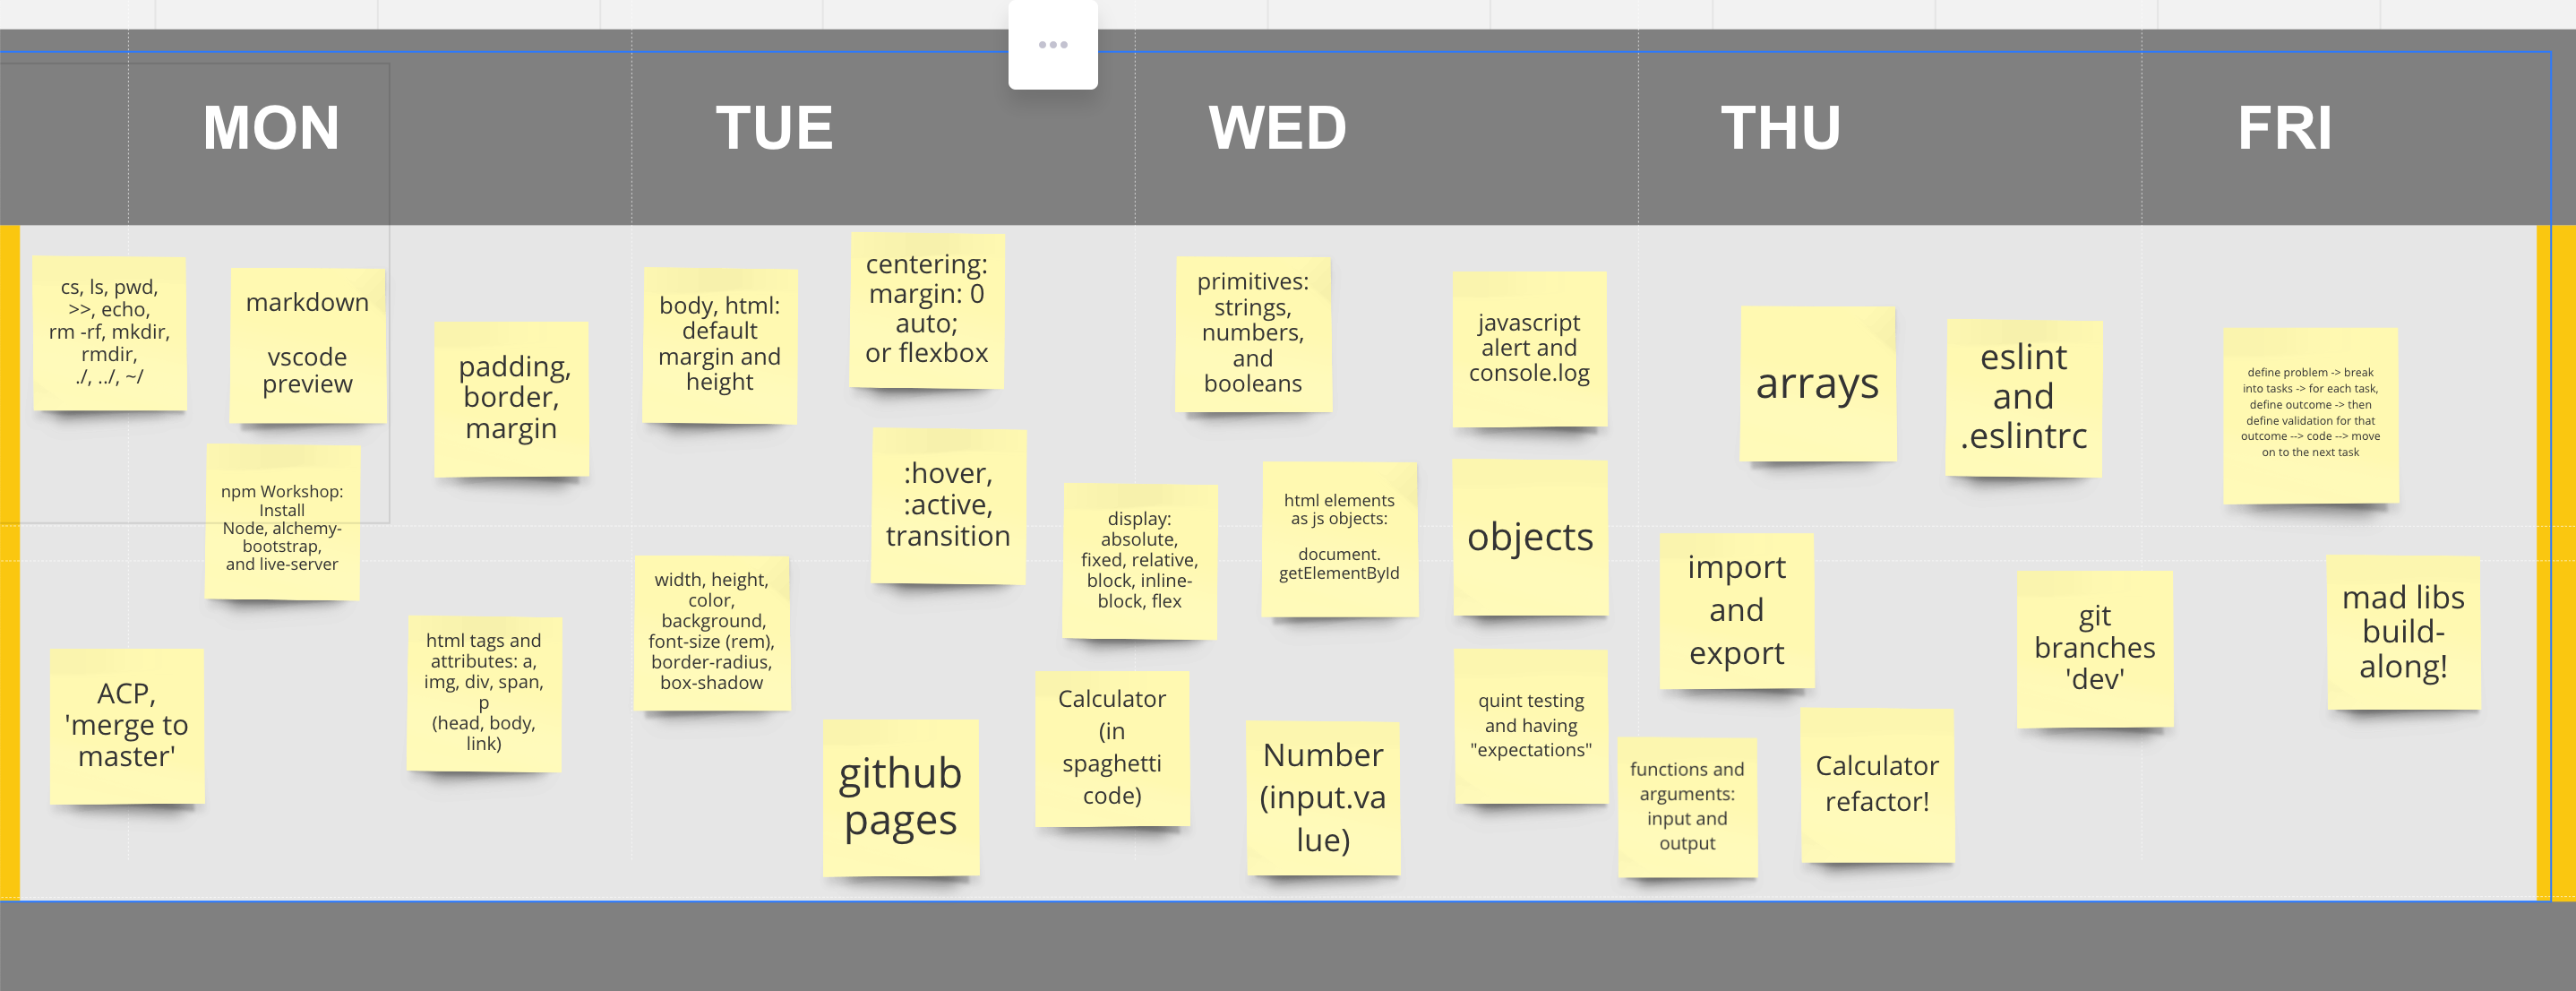 MON
TUE
WED
THU
FRI
cs, ls, pwd,
>>, echo,
rm -rf, mkdir,
rmdir,
./, ../, ~/
markdown
vscode
preview
padding,
border,
margin
npm Workshop:
Install
Node, alchemy-
bootstrap,
and live-server
ACP,
'merge to
master'
html tags and
attributes: a,
img, div, span,
p
(head, body,
link)
body, html:
default
margin and
height
centering:
margin: 0
auto;
or flexbox
:hover,
:active,
transition
width, height,
color,
background,
font-size (rem),
border-radius,
box-shadow
github
pages
display:
absolute,
fixed, relative,
block, inline-
block, flex
Calculator
(in
spaghetti
code)
primitives:
strings,
numbers,
and
booleans
html elements
as js objects:
document.
getElementById
Number
(input.va
lue)
javascript
alert and
console.log
objects
quint testing
and having
"expectations"
arrays
eslint
and
.eslintrc
import
and
export
functions and
arguments:
input and
output
Calculator
refactor!
git
branches
'dev'
define problem -> break
into tasks -> for each task,
define outcome -> then
define validation for that
outcome --> code --> move
on to the next task
mad libs
build-
along!